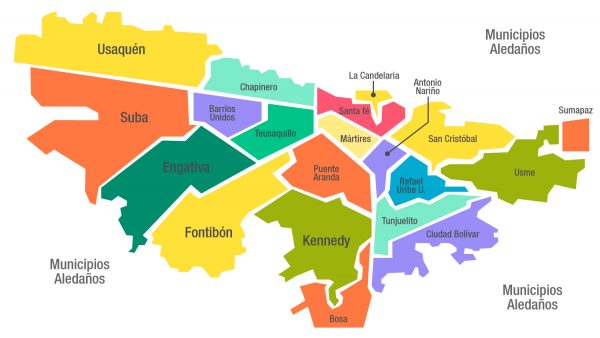 Usaquén
Municipios
Aledaños
La Candelaria
Antonio
Nariño
Chapinero
Suba
Barrios
Unidos
Santa fé
Sumapaz
Teusaquillo
Mártires
San Cristóbal
Engativa
Puente
Aranda
Rafael
Uribe U.
Usme
Fontibón
Kennedy
Tunjuelito
Ciudad Bolívar
Municipios
Aledaños
Municipios
Aledaños
Bosa